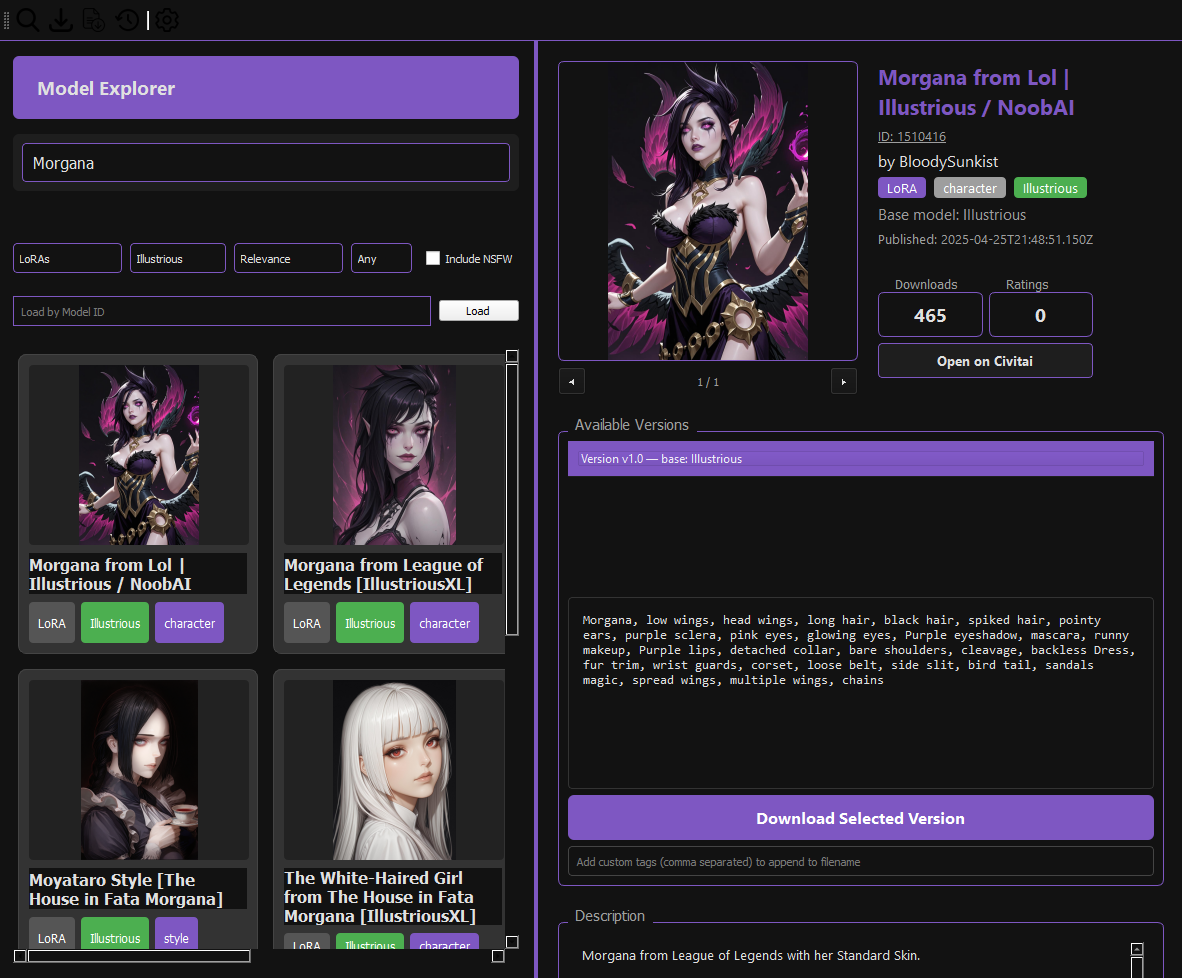 Model Explorer
Morgana
LoRAs
Illustrious
Relevance
Any
Include NSFW
Load by Model ID
Load
Morgana from Lol |
Illustrious / NoobAI
LoRA
Illustrious
character
Morgana from League of
Legends [IllustriousXL]
LoRA
Illustrious
character
Moyataro Style [The
House in Fata Morgana]
LoRA
Illustrious
style
The White-Haired Girl
from The House in Fata
Morgana [IllustriousXL]
LoRA
Illustrious
character
Morgana from Lol |
Illustrious / NoobAI
ID: 1510416
by BloodySunkist
LoRA
character
Illustrious
Base model: Illustrious
Published: 2025-04-25T21:48:51.150Z
Downloads
Ratings
465
0
Open on Civitai
1 / 1
Available Versions
Version v1.0 — base: Illustrious
Morgana, low wings, head wings, long hair, black hair, spiked hair, pointy
ears, purple sclera, pink eyes, glowing eyes, Purple eyeshadow, mascara, runny
makeup, Purple lips, detached collar, bare shoulders, cleavage, backless Dress,
fur trim, wrist guards, corset, loose belt, side slit, bird tail, sandals
magic, spread wings, multiple wings, chains
Download Selected Version
Add custom tags (comma separated) to append to filename
Description
Morgana from League of Legends with her Standard Skin.